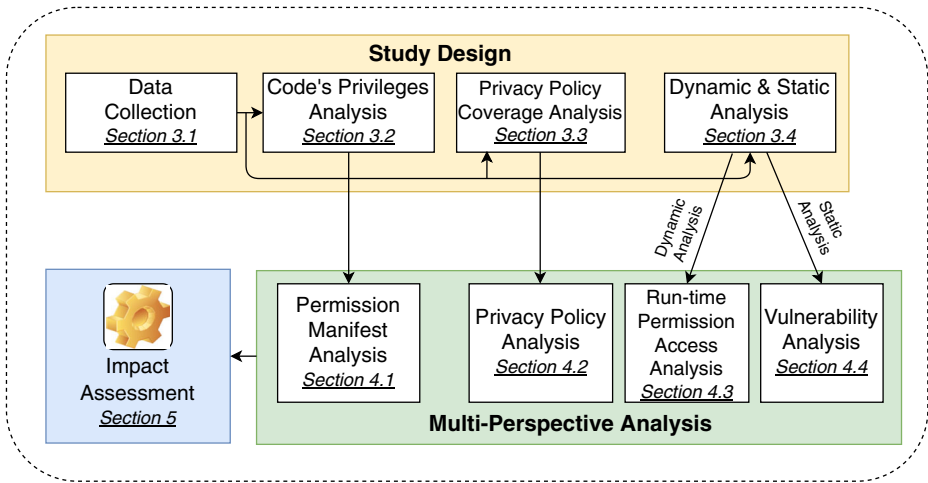 Study Design
Data
Collection
Section 3.1
Code's Privileges
Analysis
Section 3.2
Privacy Policy
Coverage Analysis
Section 3.3
Dynamic & Static
Analysis
Section 3.4
Dynamic
Analysis
Static
Analysis
Impact
Assessment
Section 5
Permission
Manifest
Analysis
Section 4.1
Privacy Policy
Analysis
Section 4.2
Run-time
Permission
Access
Analysis
Section 4.3
Vulnerability
Analysis
Section 4.4
Multi-Perspective Analysis